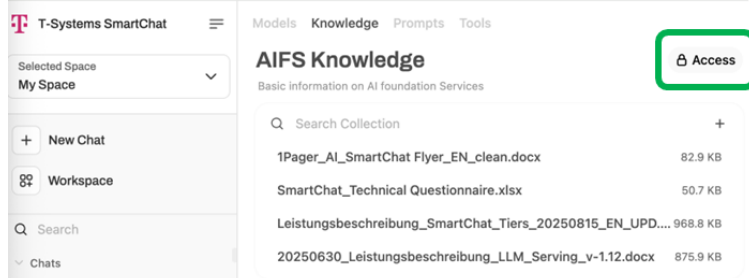 T-Systems SmartChat
Models Knowledge Prompts Tools
Selected Space
My Space
AIFS Knowledge
Access
Basic information on AI foundation Services
New Chat
Workspace
Search
Chats
Search Collection
1Pager_AI_SmartChat Flyer_EN_clean.docx 82.9 KB
SmartChat_Technical Questionnaire.xlsx 50.7 KB
Leistungsbeschreibung_SmartChat_Tiers_20250815_EN_UPD.... 968.8 KB
20250630_Leistungsbeschreibung_LLM_Serving_v-1.12.docx 875.9 KB